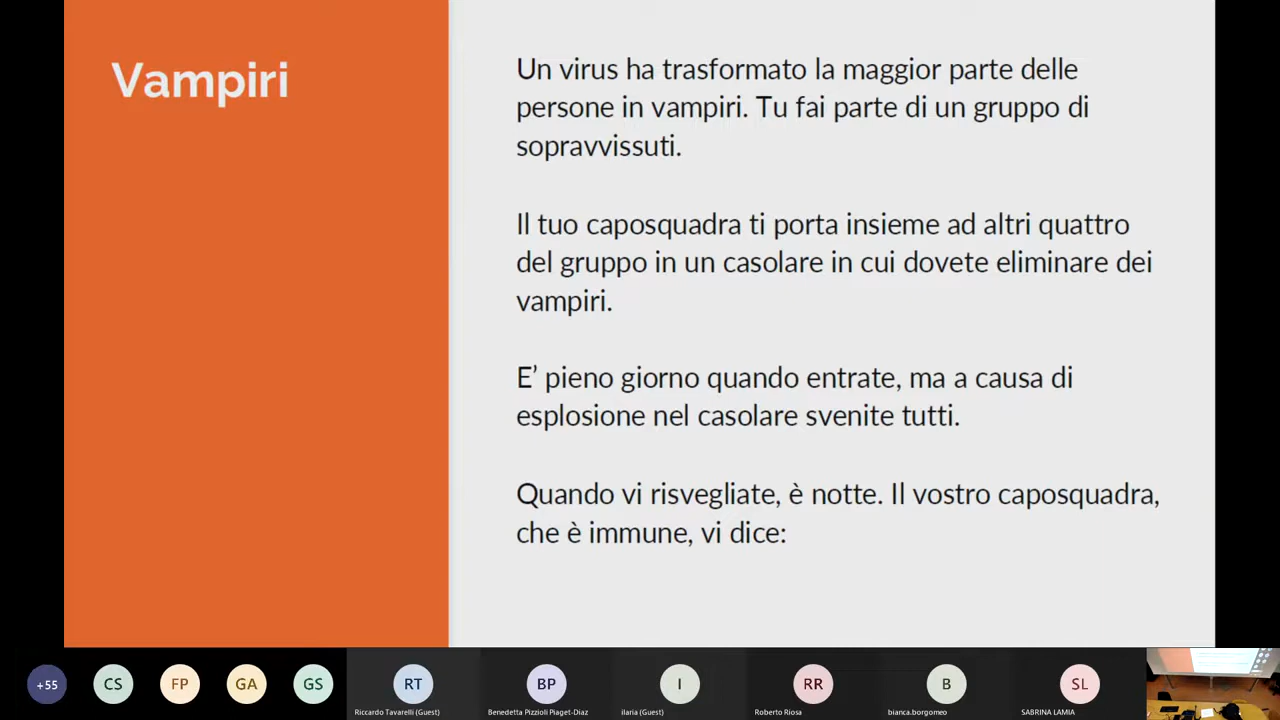 Vampiri
Un virus ha trasformato la maggior parte delle
persone in vampiri. Tu fai parte di un gruppo di
sopravvissuti.
Il tuo caposquadra ti porta insieme ad altri quattro
del gruppo in un casolare in cui dovete eliminare dei
vampiri.
E’ pieno giorno quando entrate, ma a causa di
esplosione nel casolare svenite tutti.
Quando vi risvegliate, è notte. Il vostro caposquadra,
che è immune, vi dice:
+55
CS
FP
GA
GS
RT
BP
I
RR
B
SL
Riccardo Tavarelli (Guest)
Benedetta Pizzioli Piaget-Diaz
ilaria (Guest)
Roberto Riosa
bianca.borgomeo
SABRINA LAMIA